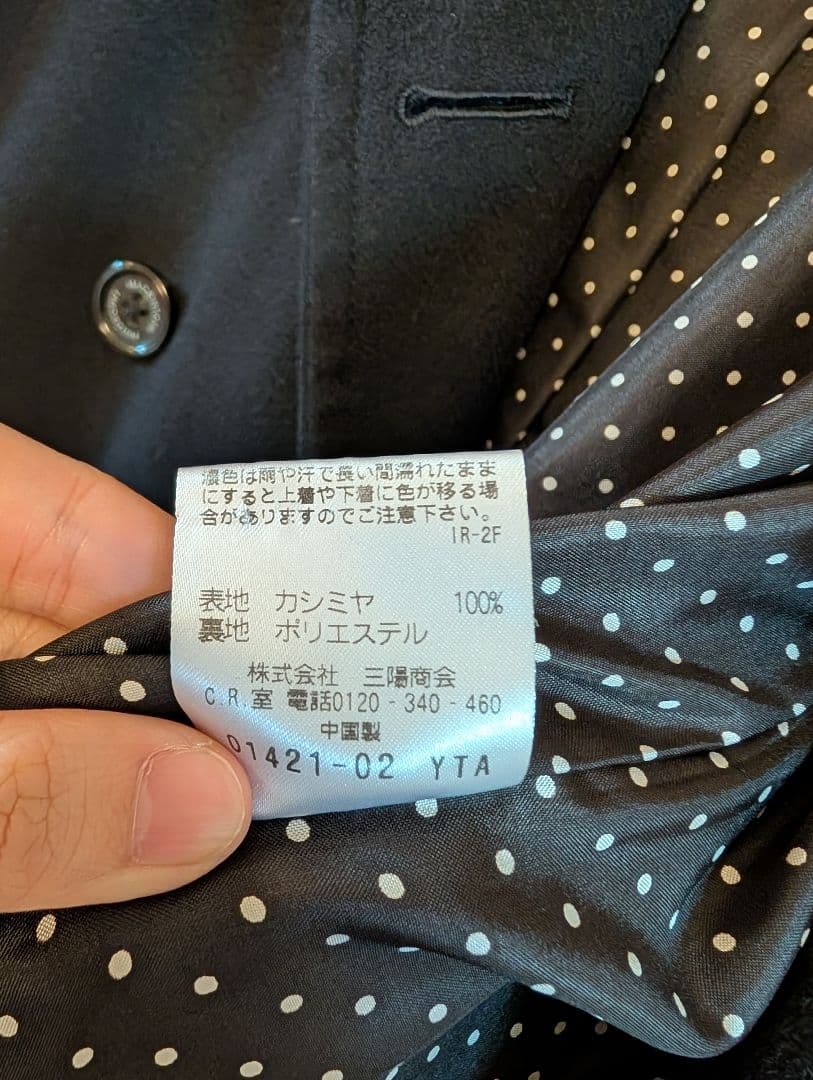 MACKINTOSH
濃色は雨や汗で長い間濡れたまま
にすると上着や下着に色が移る場
合がありますのでご注意下さい。
IR-2F
表地 カシミヤ 100%
裏地 ポリエステル
株式会社 三陽商会
C.R.室 電話0120-340-460
中国製
01421-02 YTA